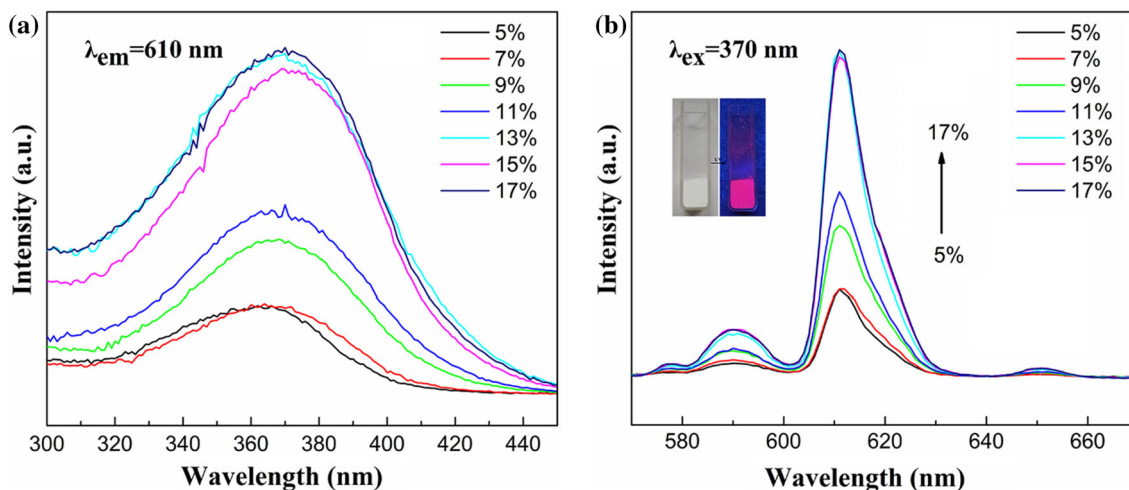 (a)
λem=610 nm
5%
7%
9%
11%
13%
15%
17%
Intensity (a.u.)
300 320 340 360 380 400 420 440
Wavelength (nm)
(b)
λex=370 nm
5%
7%
9%
11%
13%
15%
17%
17%
5%
Intensity (a.u.)
580 600 620 640 660
Wavelength (nm)